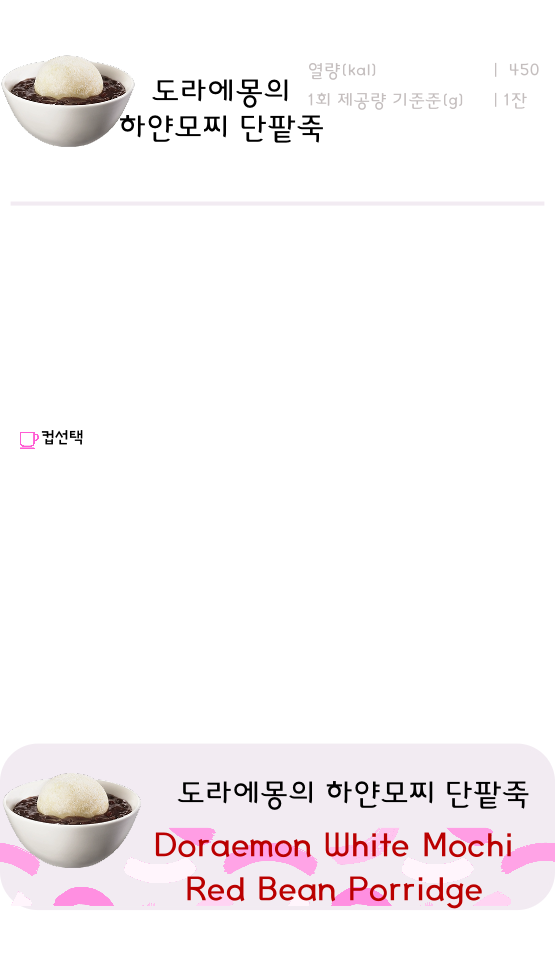 도라에몽의
하얀모찌 단팥죽
열량(kal) | 450
1회 제공량 기준준(g) | 1잔
컵선택
도라에몽의 하얀모찌 단팥죽
Doraemon White Mochi
Red Bean Porridge